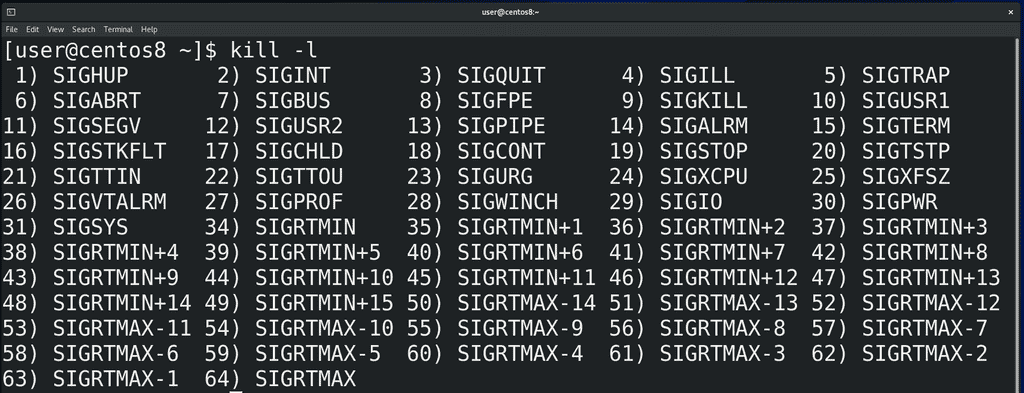 user@centos8:~
File Edit View Search Terminal Help
[user@centos8 ~]$ kill -l
1) SIGHUP 2) SIGINT 3) SIGQUIT 4) SIGILL 5) SIGTRAP
6) SIGABRT 7) SIGBUS 8) SIGFPE 9) SIGKILL 10) SIGUSR1
11) SIGSEGV 12) SIGUSR2 13) SIGPIPE 14) SIGALRM 15) SIGTERM
16) SIGSTKFLT 17) SIGCHLD 18) SIGCONT 19) SIGSTOP 20) SIGTSTP
21) SIGTTIN 22) SIGTTOU 23) SIGURG 24) SIGXCPU 25) SIGXFSZ
26) SIGVTALRM 27) SIGPROF 28) SIGWINCH 29) SIGIO 30) SIGPWR
31) SIGSYS 34) SIGRTMIN 35) SIGRTMIN+1 36) SIGRTMIN+2 37) SIGRTMIN+3
38) SIGRTMIN+4 39) SIGRTMIN+5 40) SIGRTMIN+6 41) SIGRTMIN+7 42) SIGRTMIN+8
43) SIGRTMIN+9 44) SIGRTMIN+10 45) SIGRTMIN+11 46) SIGRTMIN+12 47) SIGRTMIN+13
48) SIGRTMIN+14 49) SIGRTMIN+15 50) SIGRTMAX-14 51) SIGRTMAX-13 52) SIGRTMAX-12
53) SIGRTMAX-11 54) SIGRTMAX-10 55) SIGRTMAX-9 56) SIGRTMAX-8 57) SIGRTMAX-7
58) SIGRTMAX-6 59) SIGRTMAX-5 60) SIGRTMAX-4 61) SIGRTMAX-3 62) SIGRTMAX-2
63) SIGRTMAX-1 64) SIGRTMAX